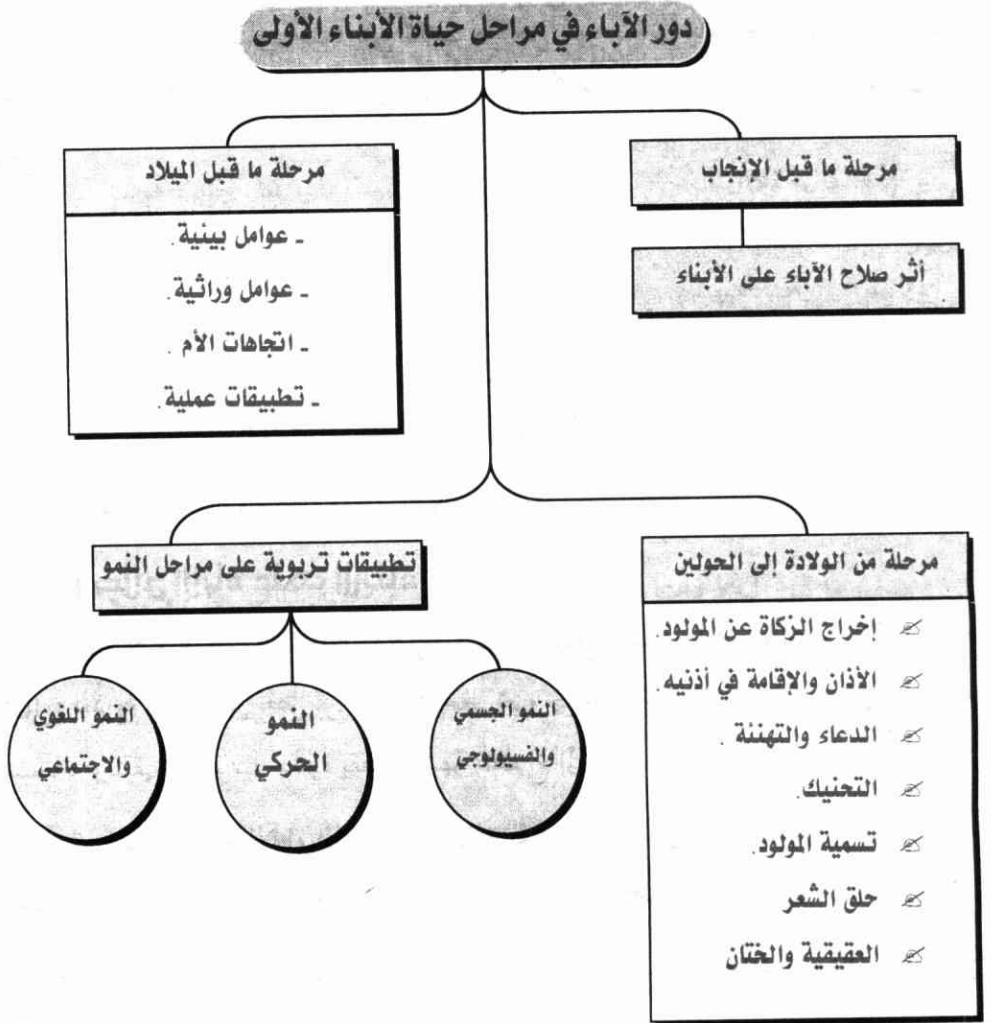 دور الآباء في مراحل حياة الأبناء الأولى
مرحلة ما قبل الإنجاب
أثر صلاح الآباء على الأبناء
مرحلة ما قبل الميلاد
ـ عوامل بيئية.
ـ عوامل وراثية.
ـ اتجاهات الأم .
ـ تطبيقات عملية.
مرحلة من الولادة إلى الحولين
إخراج الزكاة عن المولود.
الأذان والإقامة في أذنيه.
الدعاء والتهنئة .
التحنيك.
تسمية المولود.
حلق الشعر
العقيقية والختان
تطبيقات تربوية على مراحل النمو
النمو الجسمي
والفسيولوجي
النمو
الحركي
النمو اللغوي
والاجتماعي